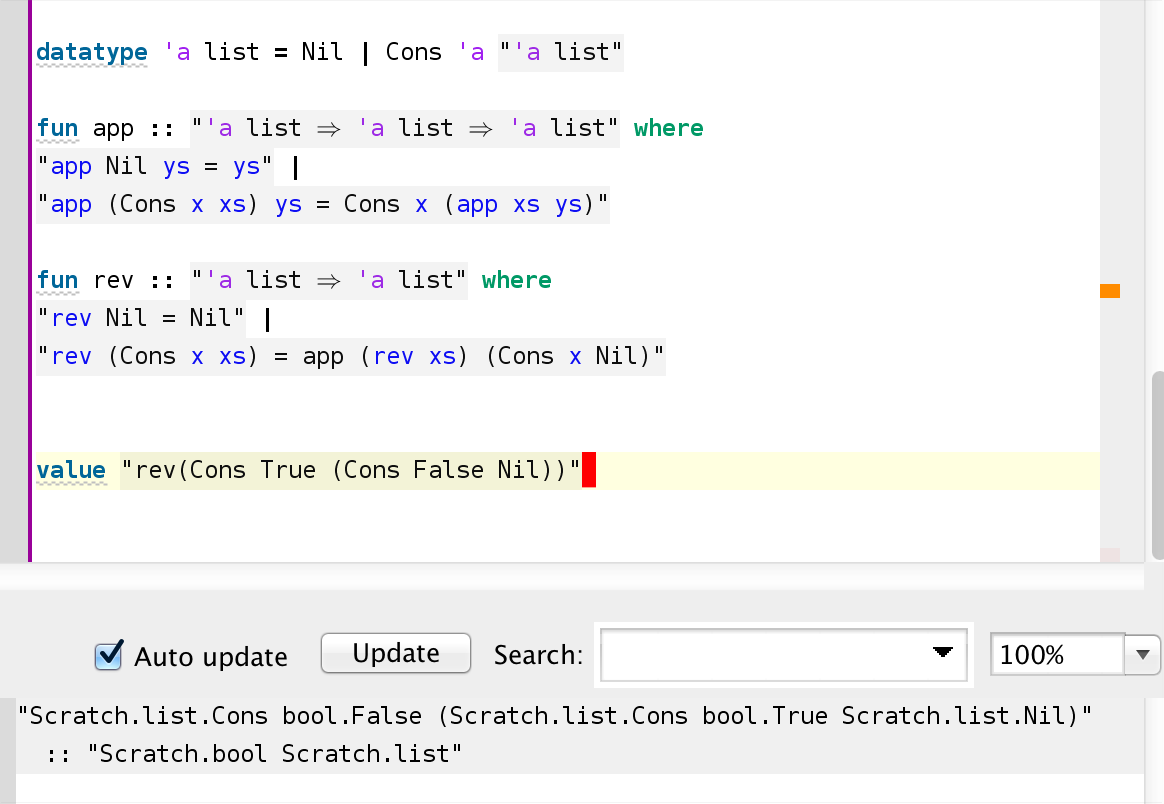 datatype 'a list = Nil | Cons 'a "'a list"
fun app :: "'a list ⇒ 'a list ⇒ 'a list" where
"app Nil ys = ys" |
"app (Cons x xs) ys = Cons x (app xs ys)"
fun rev :: "'a list ⇒ 'a list" where
"rev Nil = Nil" |
"rev (Cons x xs) = app (rev xs) (Cons x Nil)"
value "rev(Cons True (Cons False Nil))"
Auto update Update Search: 100%
"Scratch.list.Cons bool.False (Scratch.list.Cons bool.True Scratch.list.Nil)"
:: "Scratch.bool Scratch.list"